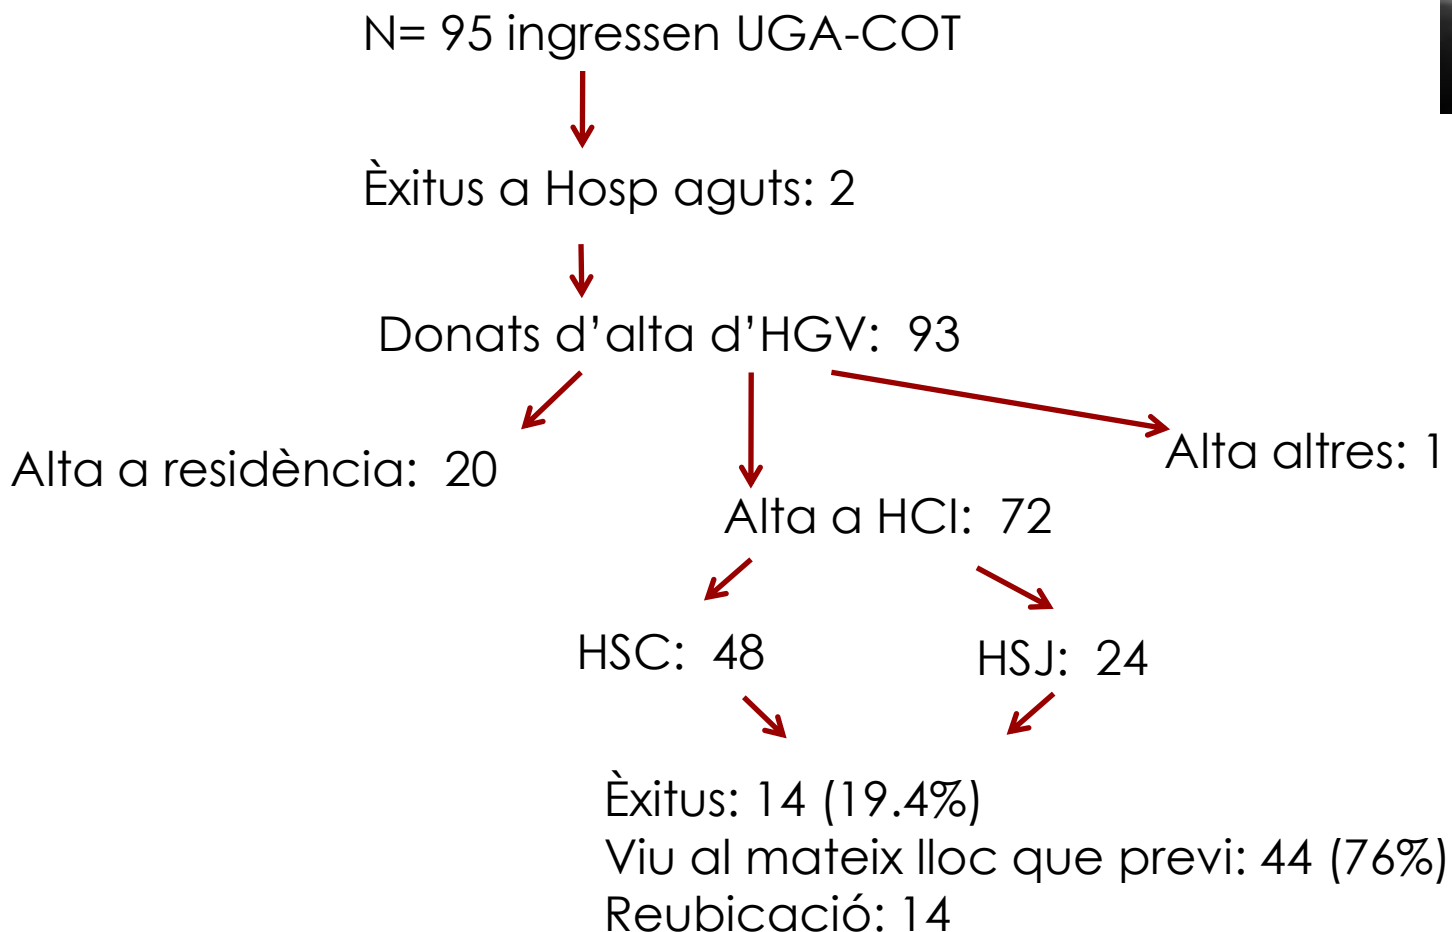 N= 95 ingressen UGA-COT
Èxitus a Hosp aguts: 2
Donats d’alta d’HGV: 93
Alta a residència: 20
Alta altres: 1
Alta a HCI: 72
HSC: 48
HSJ: 24
Èxitus: 14 (19.4%)
Viu al mateix lloc que previ: 44 (76%)
Reubicació: 14